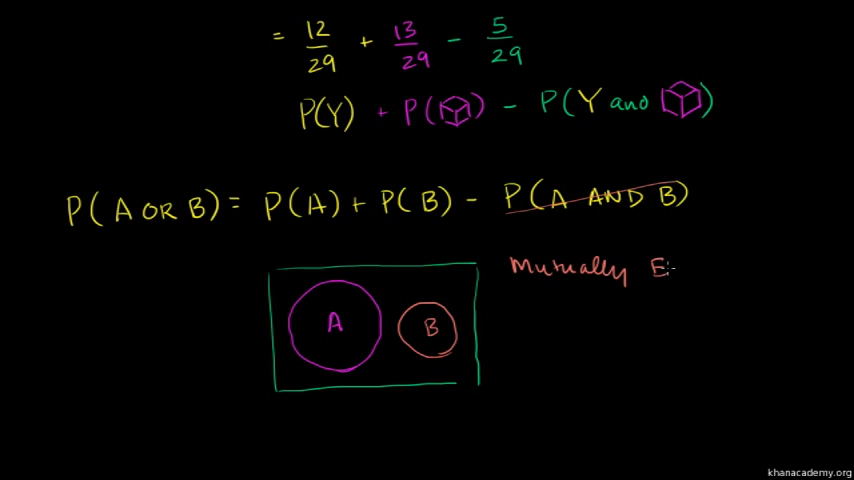 = 12/29 + 13/29 - 5/29
P(Y) + P( ) - P(Y and )
P(A OR B) = P(A) + P(B) - P(A AND B)
Mutually E
A
B
khanacademy.org